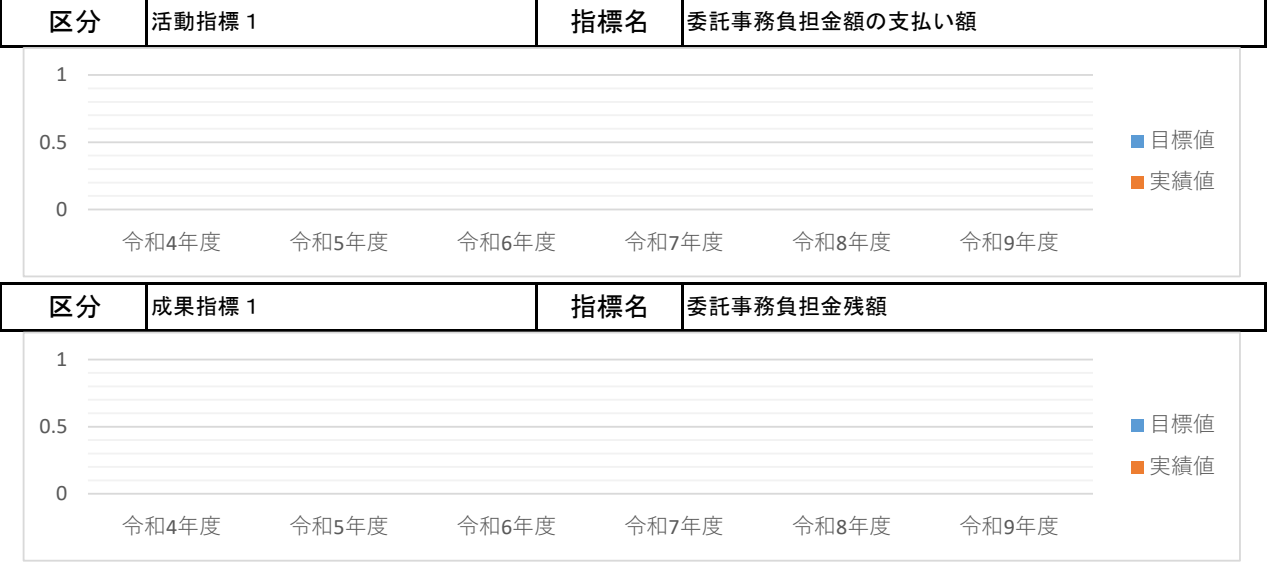 区分 活動指標１ 指標名 委託事務負担金額の支払い額
1
0.5
0
目標値
実績値
令和4年度 令和5年度 令和6年度 令和7年度 令和8年度 令和9年度
区分 成果指標１ 指標名 委託事務負担金残額
1
0.5
0
目標値
実績値
令和4年度 令和5年度 令和6年度 令和7年度 令和8年度 令和9年度